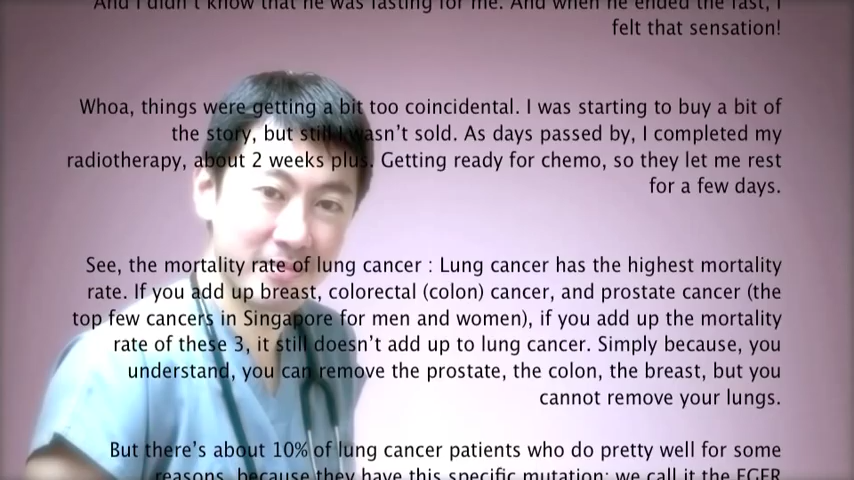 And I didn't know that he was fasting for me. And when he ended the fast, I
felt that sensation!
Whoa, things were getting a bit too coincidental. I was starting to buy a bit of
the story, but still I wasn't sold. As days passed by, I completed my
radiotherapy, about 2 weeks plus. Getting ready for chemo, so they let me rest
for a few days.
See, the mortality rate of lung cancer : Lung cancer has the highest mortality
rate. If you add up breast, colorectal (colon) cancer, and prostate cancer (the
top few cancers in Singapore for men and women), if you add up the mortality
rate of these 3, it still doesn't add up to lung cancer. Simply because, you
understand, you can remove the prostate, the colon, the breast, but you
cannot remove your lungs.
But there's about 10% of lung cancer patients who do pretty well for some
reasons, because they have this specific mutation; we call it the EGFR